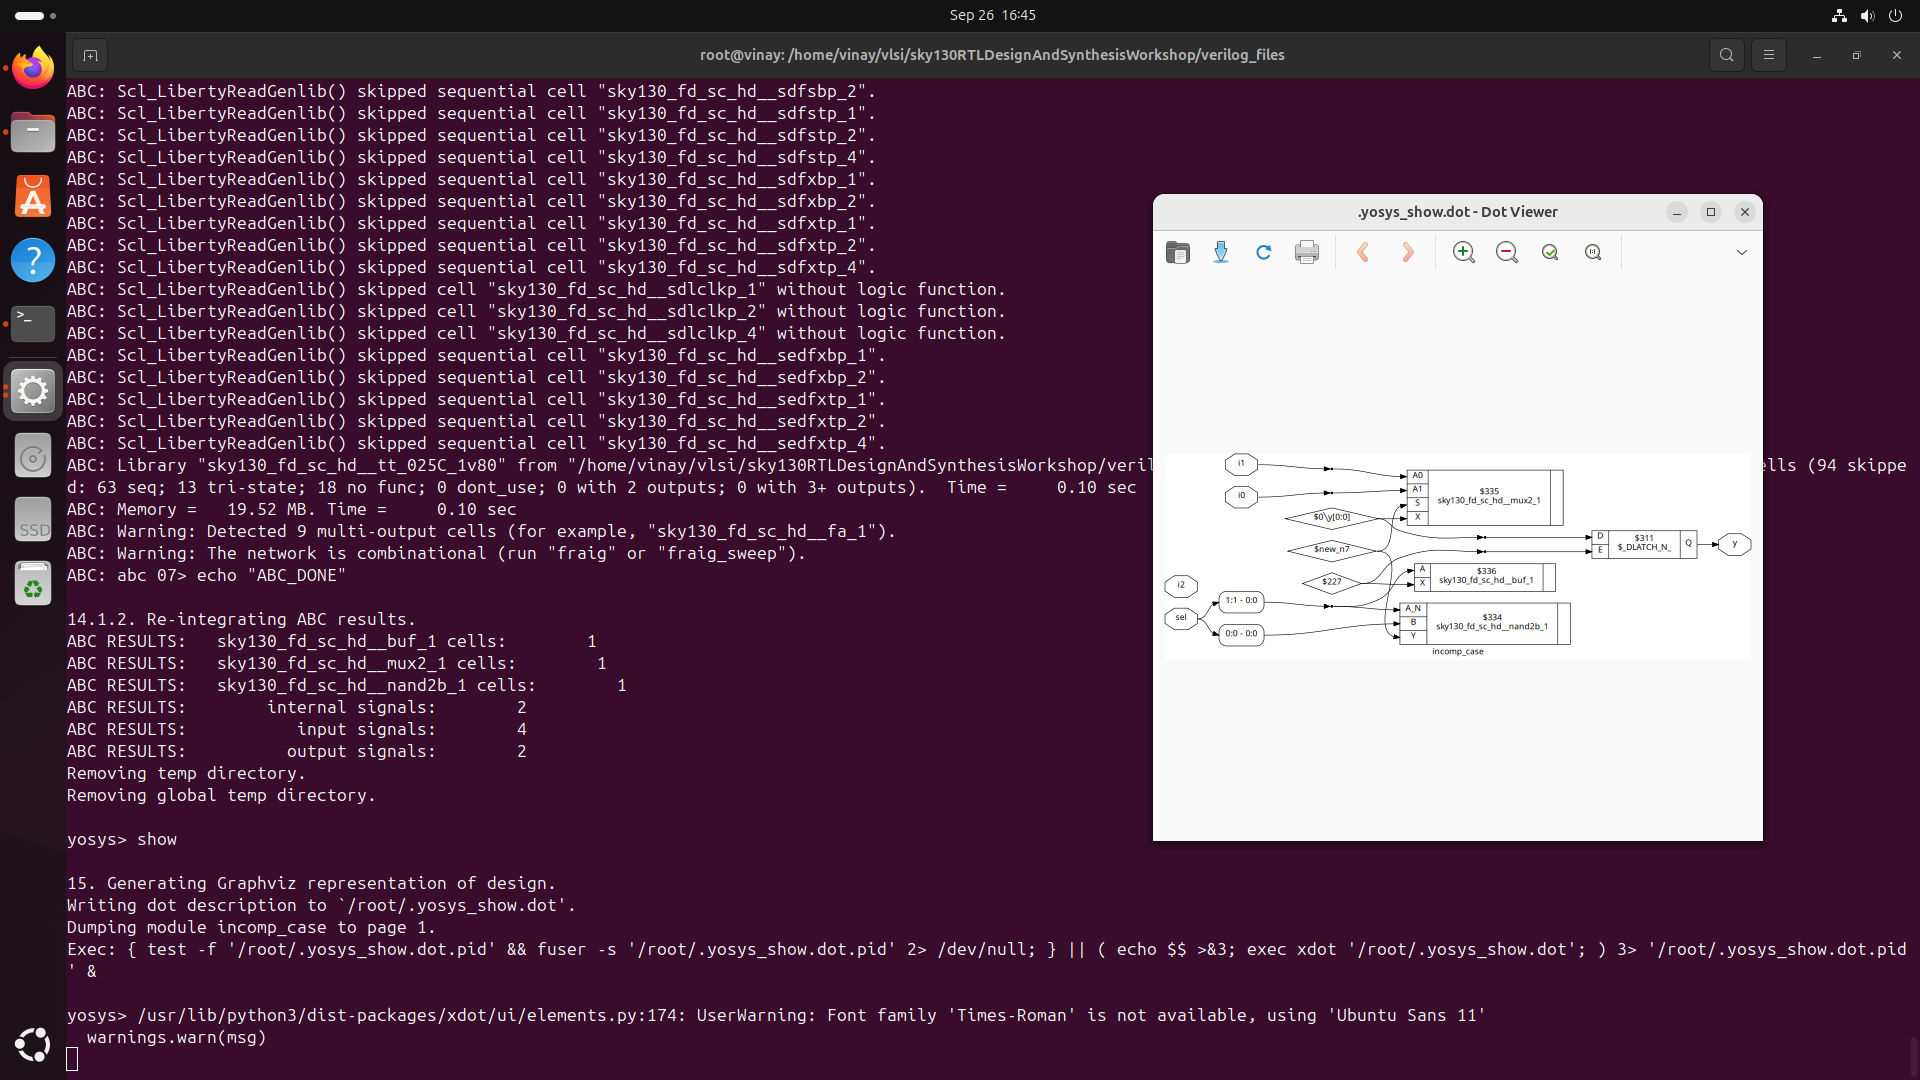 Sep 26 16:45
root@vinay: /home/vinay/vlsi/sky130RTLDesignAndSynthesisWorkshop/verilog_files
ABC: Scl_LibertyReadGenlib() skipped sequential cell "sky130_fd_sc_hd__sdfsbp_2".
ABC: Scl_LibertyReadGenlib() skipped sequential cell "sky130_fd_sc_hd__sdfstp_1".
ABC: Scl_LibertyReadGenlib() skipped sequential cell "sky130_fd_sc_hd__sdfstp_2".
ABC: Scl_LibertyReadGenlib() skipped sequential cell "sky130_fd_sc_hd__sdfstp_4".
ABC: Scl_LibertyReadGenlib() skipped sequential cell "sky130_fd_sc_hd__sdfxbp_1".
ABC: Scl_LibertyReadGenlib() skipped sequential cell "sky130_fd_sc_hd__sdfxbp_2".
ABC: Scl_LibertyReadGenlib() skipped sequential cell "sky130_fd_sc_hd__sdfxtp_1".
ABC: Scl_LibertyReadGenlib() skipped sequential cell "sky130_fd_sc_hd__sdfxtp_2".
ABC: Scl_LibertyReadGenlib() skipped sequential cell "sky130_fd_sc_hd__sdfxtp_4".
ABC: Scl_LibertyReadGenlib() skipped cell "sky130_fd_sc_hd__sdlclkp_1" without logic function.
ABC: Scl_LibertyReadGenlib() skipped cell "sky130_fd_sc_hd__sdlclkp_2" without logic function.
ABC: Scl_LibertyReadGenlib() skipped cell "sky130_fd_sc_hd__sdlclkp_4" without logic function.
ABC: Scl_LibertyReadGenlib() skipped sequential cell "sky130_fd_sc_hd__sedfxbp_1".
ABC: Scl_LibertyReadGenlib() skipped sequential cell "sky130_fd_sc_hd__sedfxbp_2".
ABC: Scl_LibertyReadGenlib() skipped sequential cell "sky130_fd_sc_hd__sedfxtp_1".
ABC: Scl_LibertyReadGenlib() skipped sequential cell "sky130_fd_sc_hd__sedfxtp_2".
ABC: Scl_LibertyReadGenlib() skipped sequential cell "sky130_fd_sc_hd__sedfxtp_4".
ABC: Library "sky130_fd_sc_hd__tt_025C_1v80" from "/home/vinay/vlsi/sky130RTLDesignAndSynthesisWorkshop/veril ells (94 skippe
d: 63 seq; 13 tri-state; 18 no func; 0 dont_use; 0 with 2 outputs; 0 with 3+ outputs).  Time =     0.10 sec
ABC: Memory =   19.52 MB. Time =     0.10 sec
ABC: Warning: Detected 9 multi-output cells (for example, "sky130_fd_sc_hd__fa_1").
ABC: Warning: The network is combinational (run "fraig" or "fraig_sweep").
ABC: abc 07> echo "ABC_DONE"
14.1.2. Re-integrating ABC results.
ABC RESULTS:   sky130_fd_sc_hd__buf_1 cells:        1
ABC RESULTS:   sky130_fd_sc_hd__mux2_1 cells:        1
ABC RESULTS:   sky130_fd_sc_hd__nand2b_1 cells:        1
ABC RESULTS:        internal signals:        2
ABC RESULTS:           input signals:        4
ABC RESULTS:          output signals:        2
Removing temp directory.
Removing global temp directory.
yosys> show
15. Generating Graphviz representation of design.
Writing dot description to `/root/.yosys_show.dot'.
Dumping module incomp_case to page 1.
Exec: { test -f '/root/.yosys_show.dot.pid' && fuser -s '/root/.yosys_show.dot.pid' 2> /dev/null; } || ( echo $$ >&3; exec xdot '/root/.yosys_show.dot'; ) 3> '/root/.yosys_show.dot.pid
' &
yosys> /usr/lib/python3/dist-packages/xdot/ui/elements.py:174: UserWarning: Font family 'Times-Roman' is not available, using 'Ubuntu Sans 11'
  warnings.warn(msg)
.yosys_show.dot - Dot Viewer
i1
i0
i2
sel
$0\y[0:0]
$new_n7
$227
1:1 - 0:0
0:0 - 0:0
A0
A1
S
X
$335
sky130_fd_sc_hd__mux2_1
A
X
$336
sky130_fd_sc_hd__buf_1
A_N
B
Y
$334
sky130_fd_sc_hd__nand2b_1
D
E
$311
$_DLATCH_N_
Q
y
incomp_case
SSD